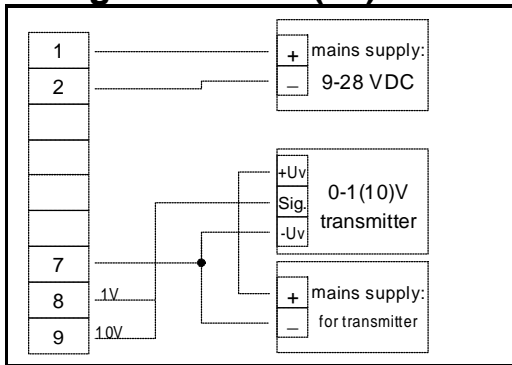 1
2
7
8
9
1V
10V
+
–
mains supply:
9-28 VDC
+Uv
Sig.
-Uv
0-1(10)V
transmitter
+
–
mains supply:
for transmitter